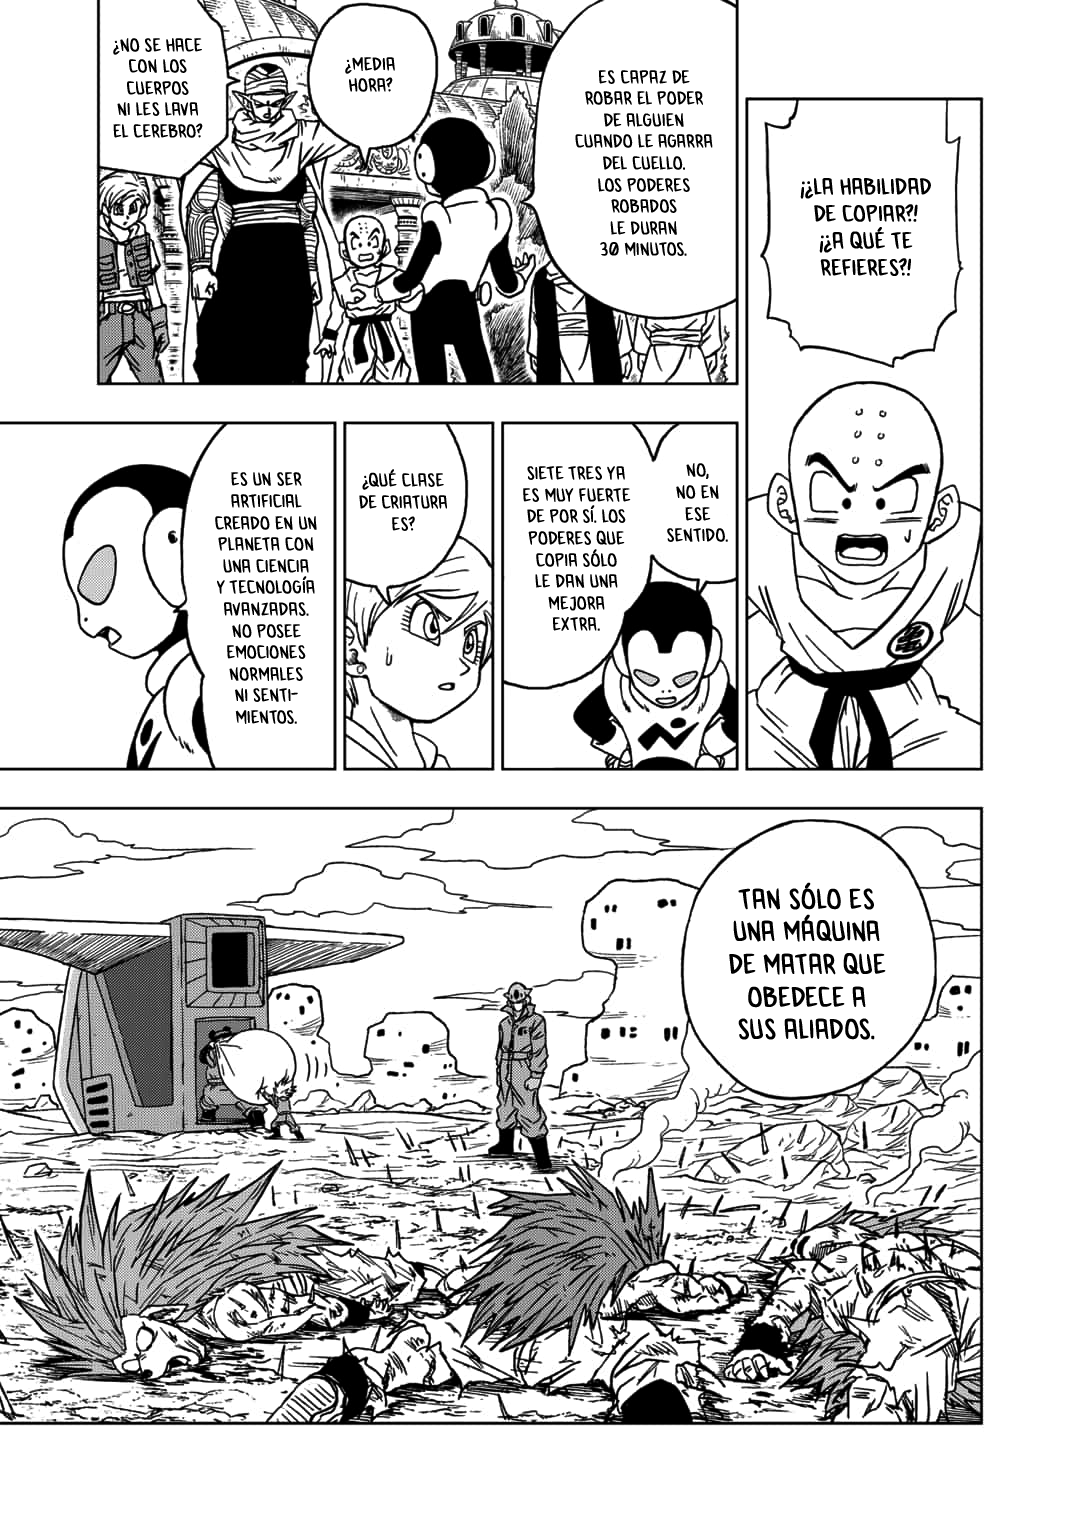 ¡¿LA HABILIDAD
DE COPIAR?!
¡¿A QUÉ TE
REFIERES?!
ES CAPAZ DE
ROBAR EL PODER
DE ALGUIEN
CUANDO LE AGARRA
DEL CUELLO.
LOS PODERES
ROBADOS
LE DURAN
30 MINUTOS.
¿MEDIA
HORA?
¿NO SE HACE
CON LOS
CUERPOS
NI LES LAVA
EL CEREBRO?
NO,
NO EN
ESE
SENTIDO.
SIETE TRES YA
ES MUY FUERTE
DE POR SÍ. LOS
PODERES QUE
COPIA SÓLO
LE DAN UNA
MEJORA
EXTRA.
¿QUÉ CLASE
DE CRIATURA
ES?
ES UN SER
ARTIFICIAL
CREADO EN UN
PLANETA CON
UNA CIENCIA
Y TECNOLOGÍA
AVANZADAS.
NO POSEE
EMOCIONES
NORMALES
NI SENTI-
MIENTOS.
TAN SÓLO ES
UNA MÁQUINA
DE MATAR QUE
OBEDECE A
SUS ALIADOS.